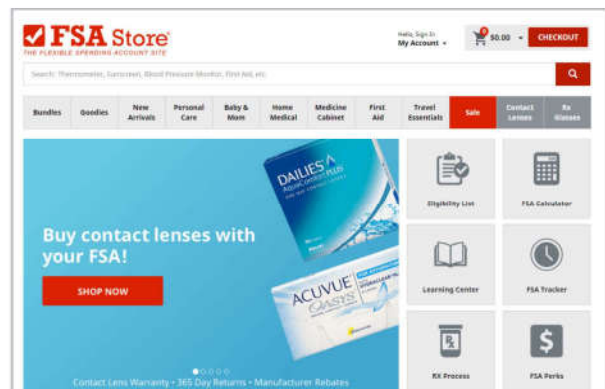 FSA Store
THE FLEXIBLE SPENDING ACCOUNT SITE
Hello, Sign In
My Account
0
$0.00
CHECKOUT
Search: Thermometer, Sunscreen, Blood Pressure Monitor, First Aid, etc.
Bundles
Goodies
New Arrivals
Personal Care
Baby & Mom
Home Medical
Medicine Cabinet
First Aid
Travel Essentials
Sale
Contact Lenses
Rx Glasses
DAILIES
AquaComfort PLUS
ACUVUE
OASYS
Buy contact lenses with
your FSA!
SHOP NOW
Contact Lens Warranty • 365 Day Returns • Manufacturer Rebates
Eligibility List
FSA Calculator
Learning Center
FSA Tracker
Rx
RX Process
$
FSA Perks